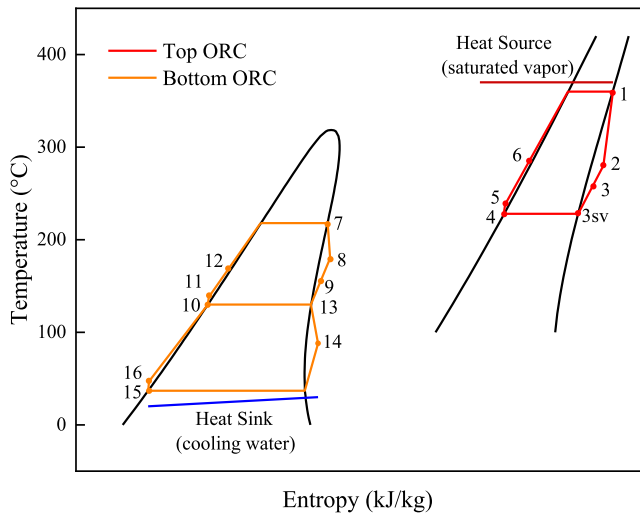 Top ORC
Bottom ORC
Heat Source
(saturated vapor)
400
300
200
100
0
Temperature (°C)
Entropy (kJ/kg)
1
2
3
3sv
4
5
6
7
8
9
10
11
12
13
14
15
16
Heat Sink
(cooling water)